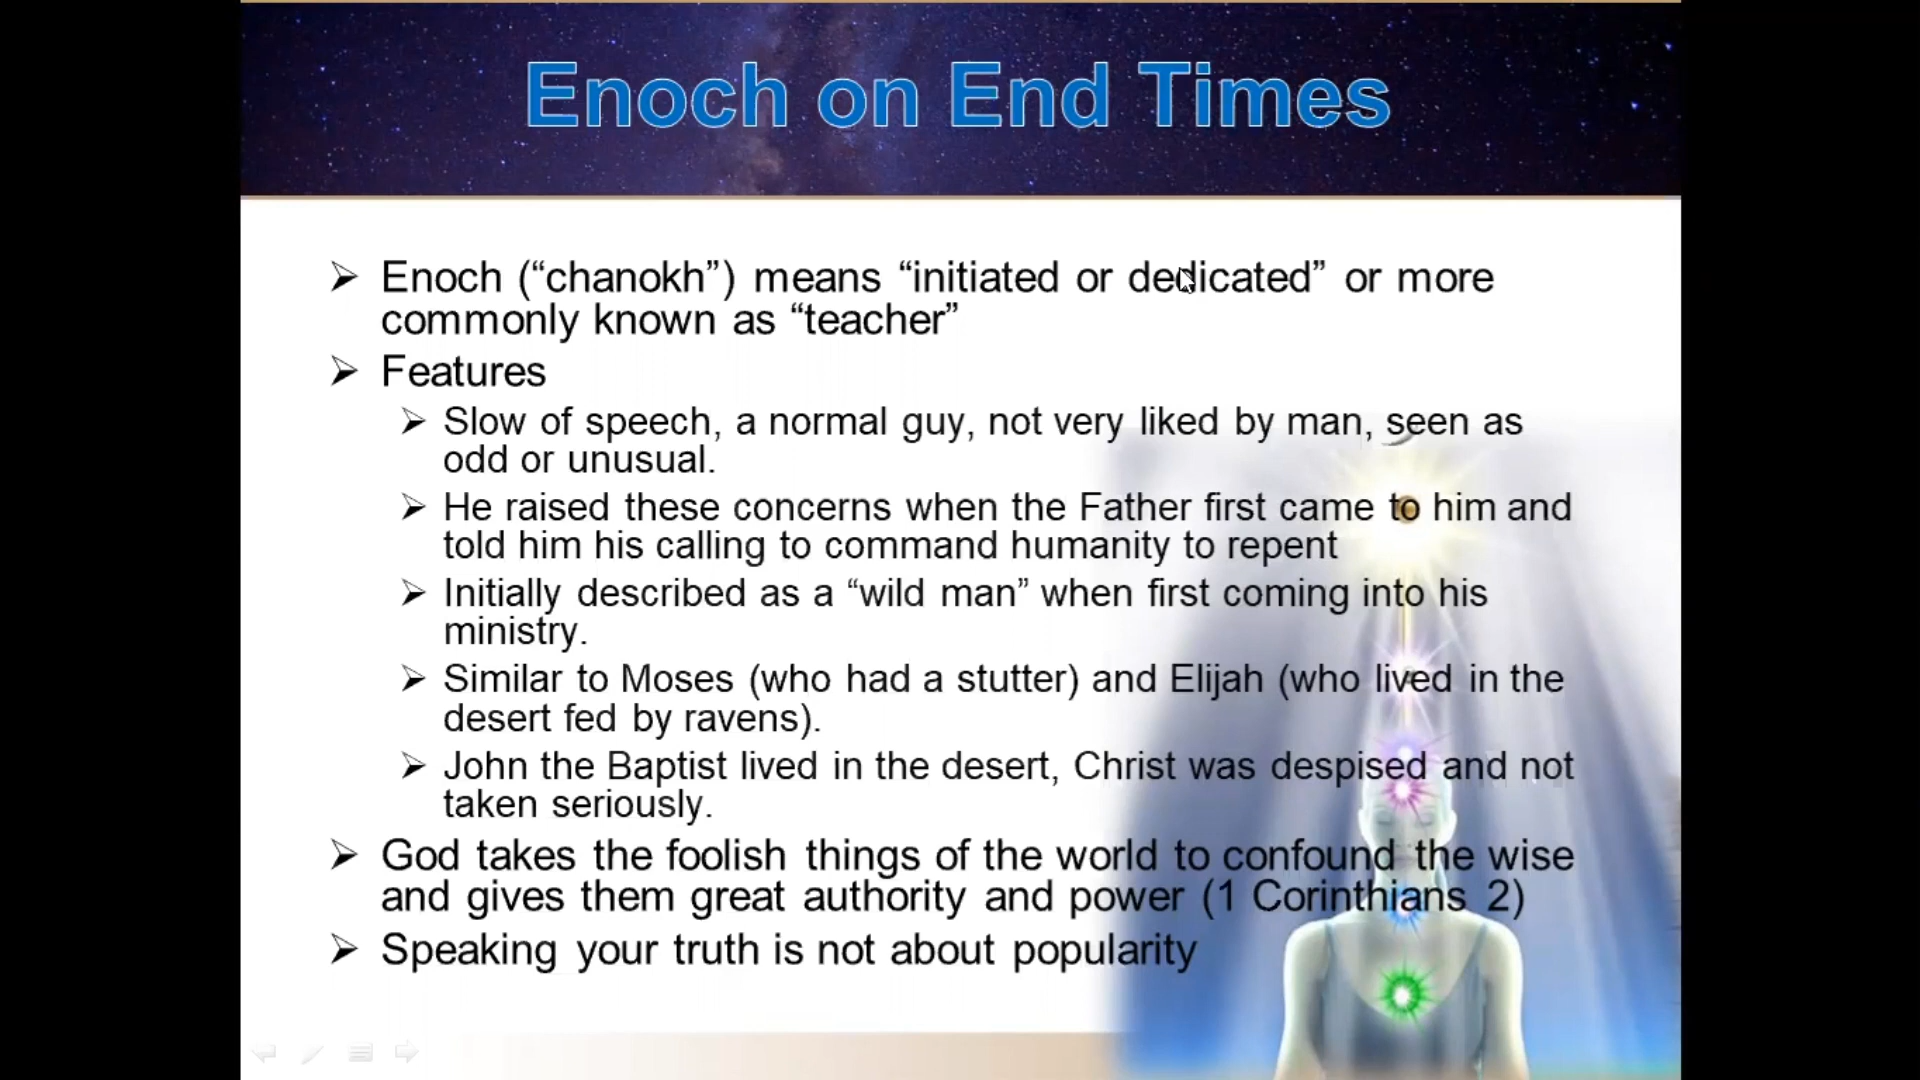 Enoch on End Times
Enoch (“chanokh”) means “initiated or dedicated” or more
commonly known as “teacher”
Features
Slow of speech, a normal guy, not very liked by man, seen as
odd or unusual.
He raised these concerns when the Father first came to him and
told him his calling to command humanity to repent
Initially described as a “wild man” when first coming into his
ministry.
Similar to Moses (who had a stutter) and Elijah (who lived in the
desert fed by ravens).
John the Baptist lived in the desert, Christ was despised and not
taken seriously.
God takes the foolish things of the world to confound the wise
and gives them great authority and power (1 Corinthians 2)
Speaking your truth is not about popularity